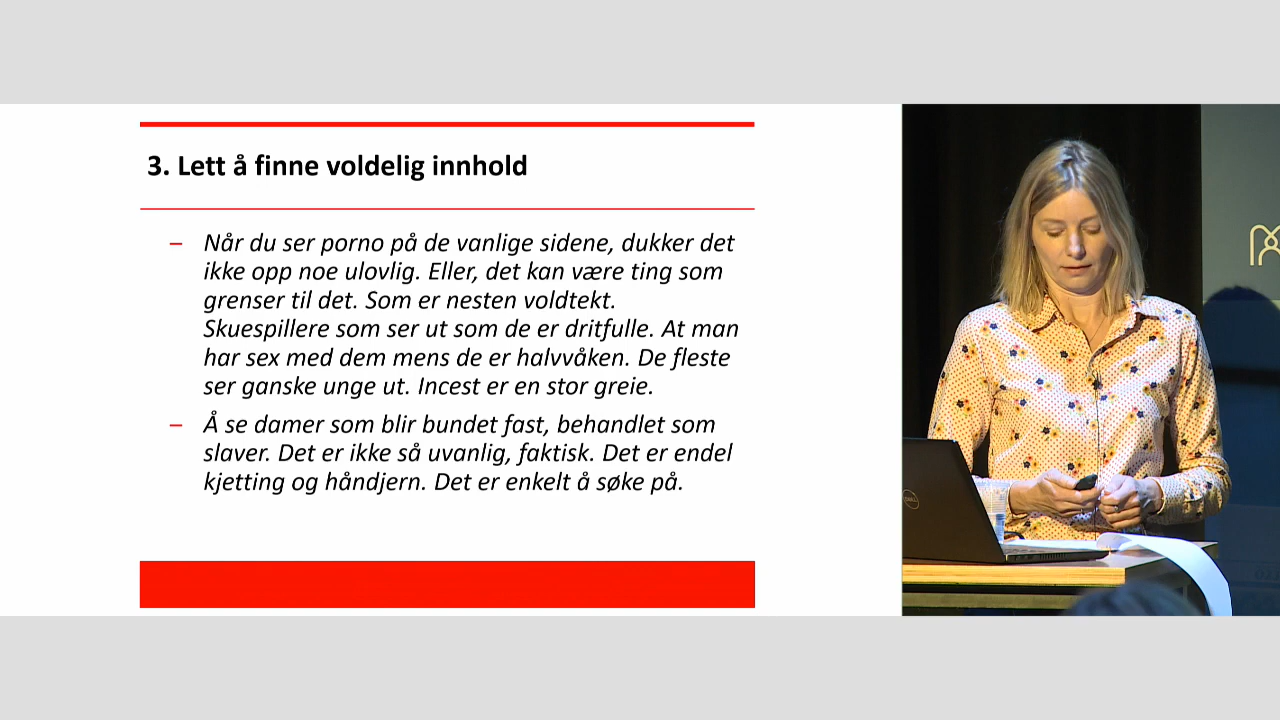 3. Lett å finne voldelig innhold
– Når du ser porno på de vanlige sidene, dukker det
ikke opp noe ulovlig. Eller, det kan være ting som
grenser til det. Som er nesten voldtekt.
Skuespillere som ser ut som de er dritfulle. At man
har sex med dem mens de er halvvåken. De fleste
ser ganske unge ut. Incest er en stor greie.
– Å se damer som blir bundet fast, behandlet som
slaver. Det er ikke så uvanlig, faktisk. Det er endel
kjetting og håndjern. Det er enkelt å søke på.
DELL